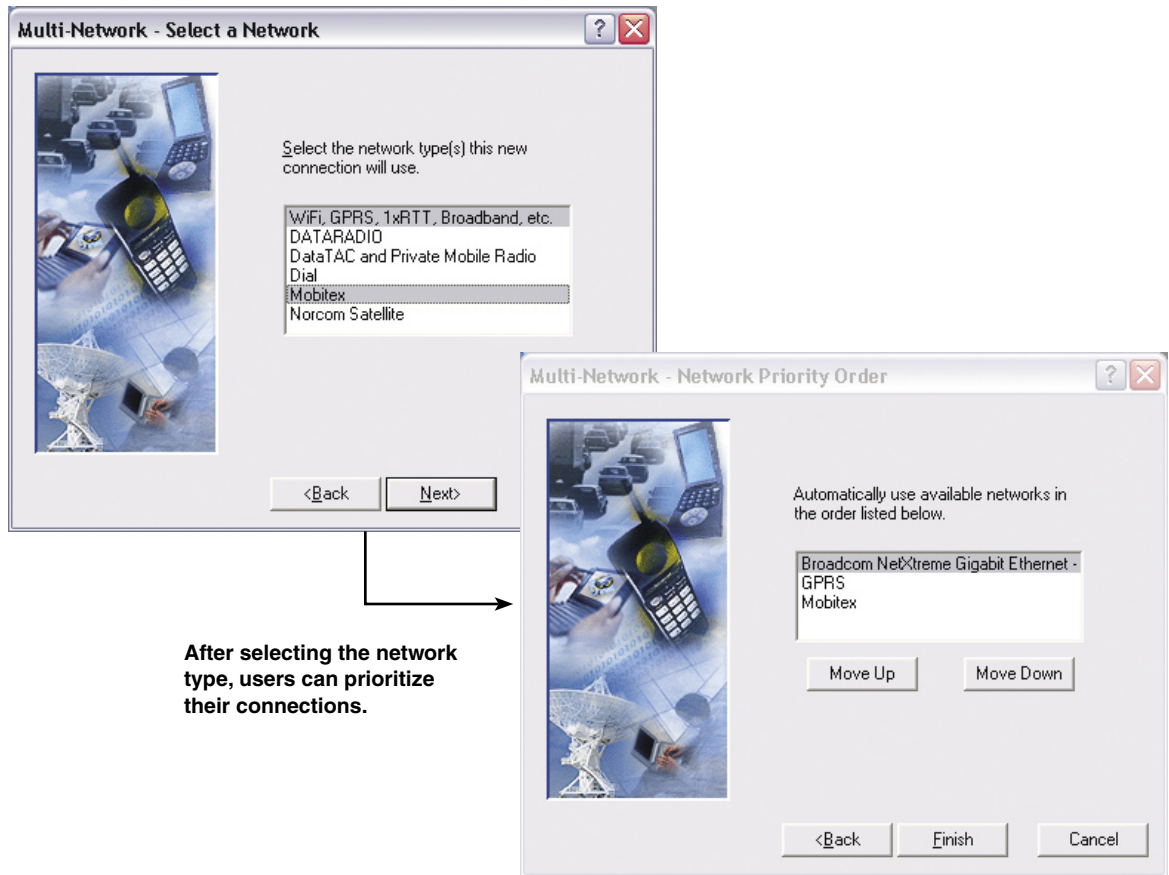 Multi-Network - Select a Network
Select the network type(s) this new
connection will use.
WiFi, GPRS, 1xRTT, Broadband, etc.
DATARADIO
DataTAC and Private Mobile Radio
Dial
Mobitex
Norcom Satellite
<Back
Next>
After selecting the network
type, users can prioritize
their connections.
Multi-Network - Network Priority Order
Automatically use available networks in
the order listed below.
Broadcom NetXtreme Gigabit Ethernet -
GPRS
Mobitex
Move Up
Move Down
<Back
Finish
Cancel